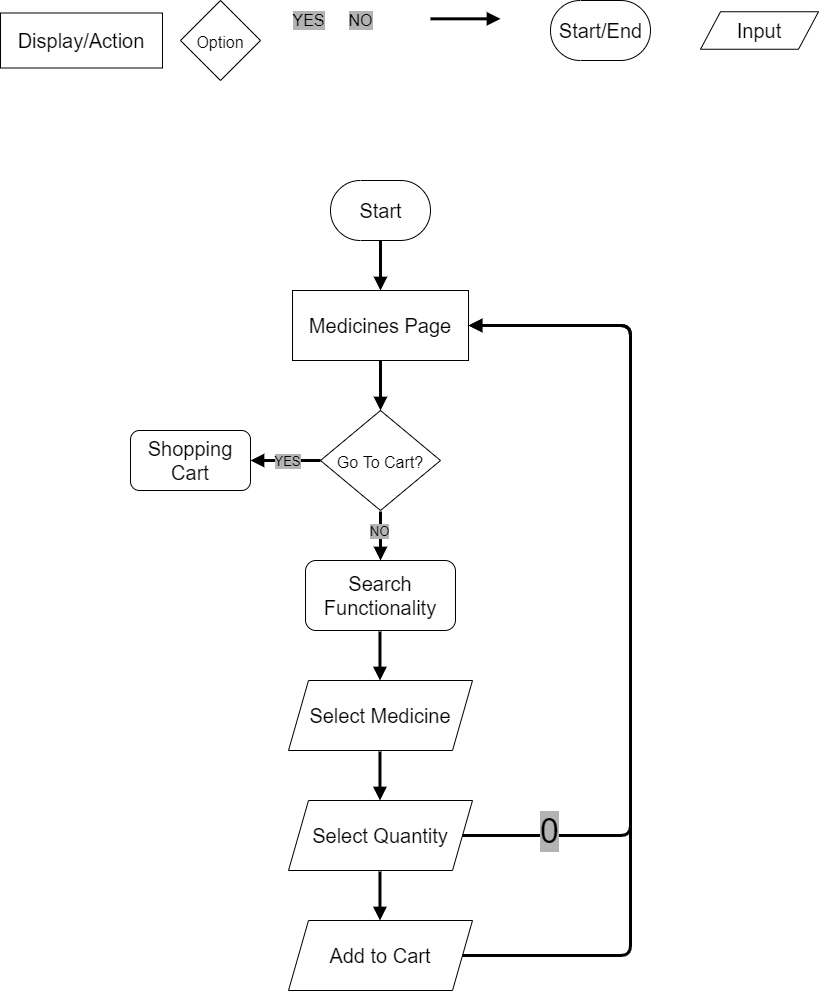 Display/Action
Option
YES
NO
Start/End
Input
Start
Medicines Page
Go To Cart?
YES
Shopping
Cart
NO
Search
Functionality
Select Medicine
Select Quantity
0
Add to Cart